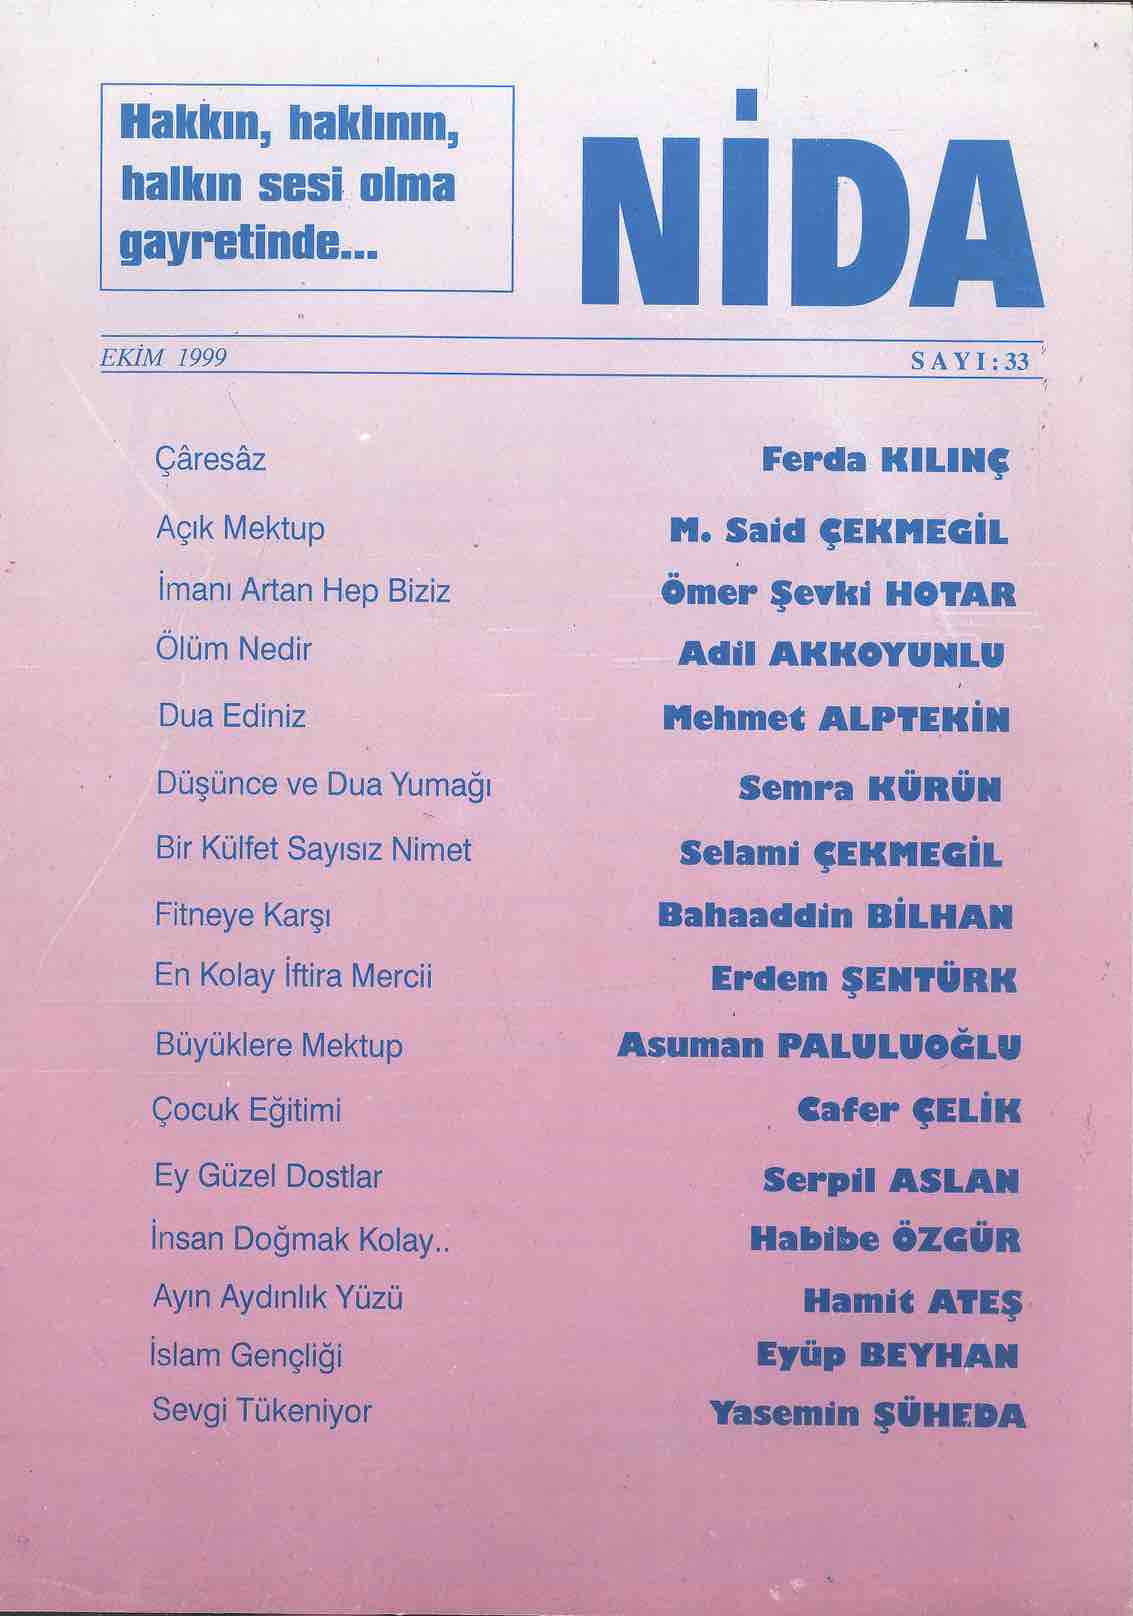 Hakkın, haklının,
halkın sesi olma
gayretinde...
NİDA
EKİM 1999 SAYI:33
Çâresâz Ferda KILINÇ
Açık Mektup M. Said ÇEKMEGİL
İmanı Artan Hep Biziz Ömer Şevki HOTAR
Ölüm Nedir Adil AKKOYUNLU
Dua Ediniz Mehmet ALPTEKİN
Düşünce ve Dua Yumağı Semra KÜRÜN
Bir Külfet Sayısız Nimet Selami ÇEKMEGİL
Fitneye Karşı Bahaaddin BİLHAN
En Kolay İftira Mercii Erdem ŞENTÜRK
Büyüklere Mektup Asuman PALULUOĞLU
Çocuk Eğitimi Cafer ÇELİK
Ey Güzel Dostlar Serpil ASLAN
İnsan Doğmak Kolay.. Habibe ÖZGÜR
Ayın Aydınlık Yüzü Hamit ATEŞ
İslam Gençliği Eyüp BEYHAN
Sevgi Tükeniyor Yasemin ŞÜHEDA